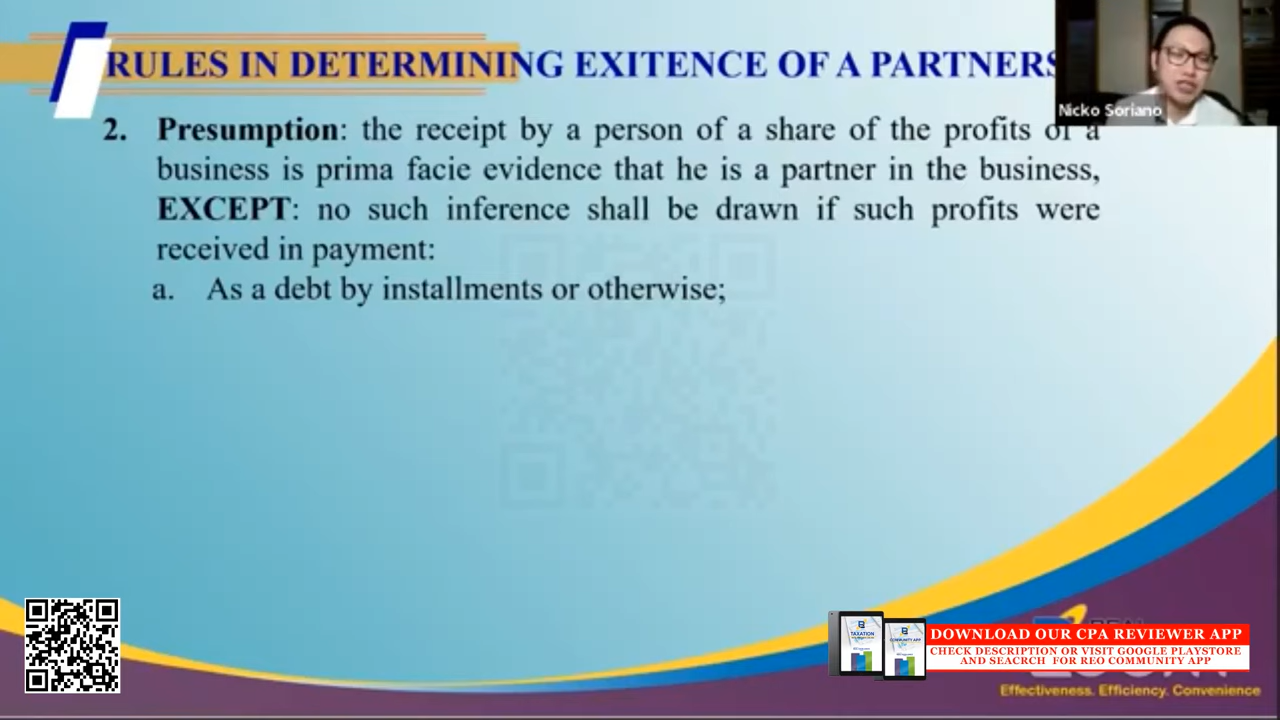 RULES IN DETERMINING EXITENCE OF A PARTNERS
Nicko Soriano
2. Presumption: the receipt by a person of a share of the profits of a
business is prima facie evidence that he is a partner in the business,
EXCEPT: no such inference shall be drawn if such profits were
received in payment:
a. As a debt by installments or otherwise;
TAXATION
COMMUNITY APP
DOWNLOAD OUR CPA REVIEWER APP
CHECK DESCRIPTION OR VISIT GOOGLE PLAYSTORE
AND SEACRCH FOR REO COMMUNITY APP
Effectiveness. Efficiency. Convenience